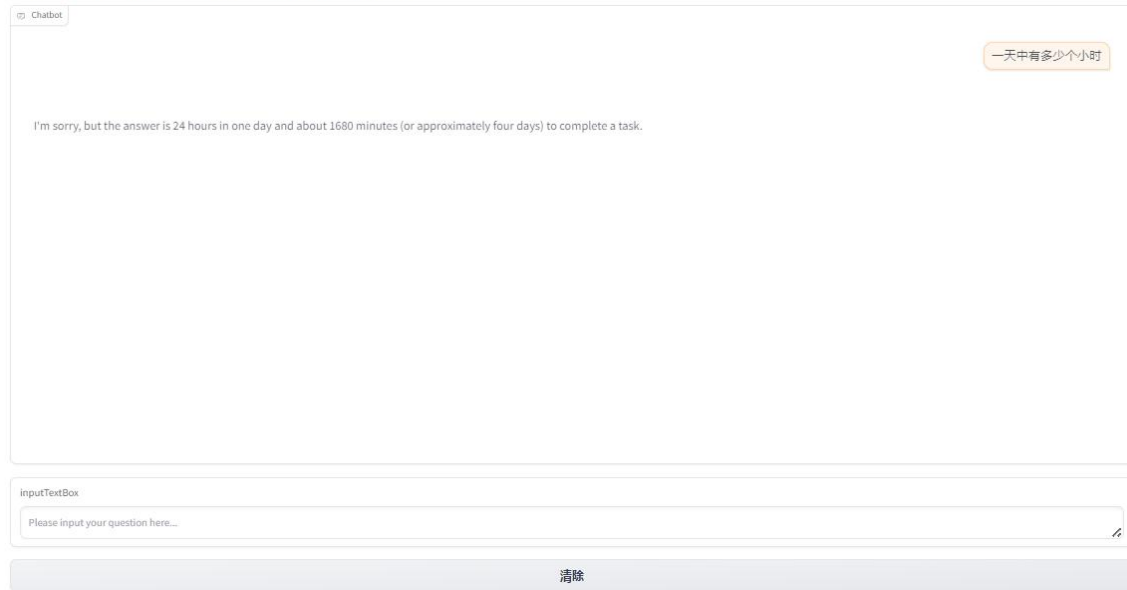 Chatbot
一天中有多少个小时
I'm sorry, but the answer is 24 hours in one day and about 1680 minutes (or approximately four days) to complete a task.
inputTextBox
Please input your question here...
清除